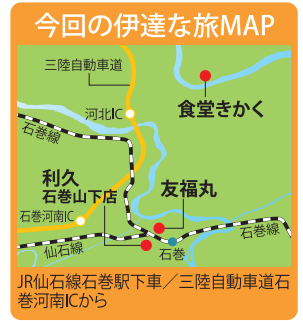 今回の伊達な旅MAP
三陸自動車道
河北IC
食堂きかく
石巻線
利久
石巻山下店
友福丸
石巻河南IC
石巻線
仙石線
石巻
JR仙石線石巻駅下車／三陸自動車道石
巻河南ICから